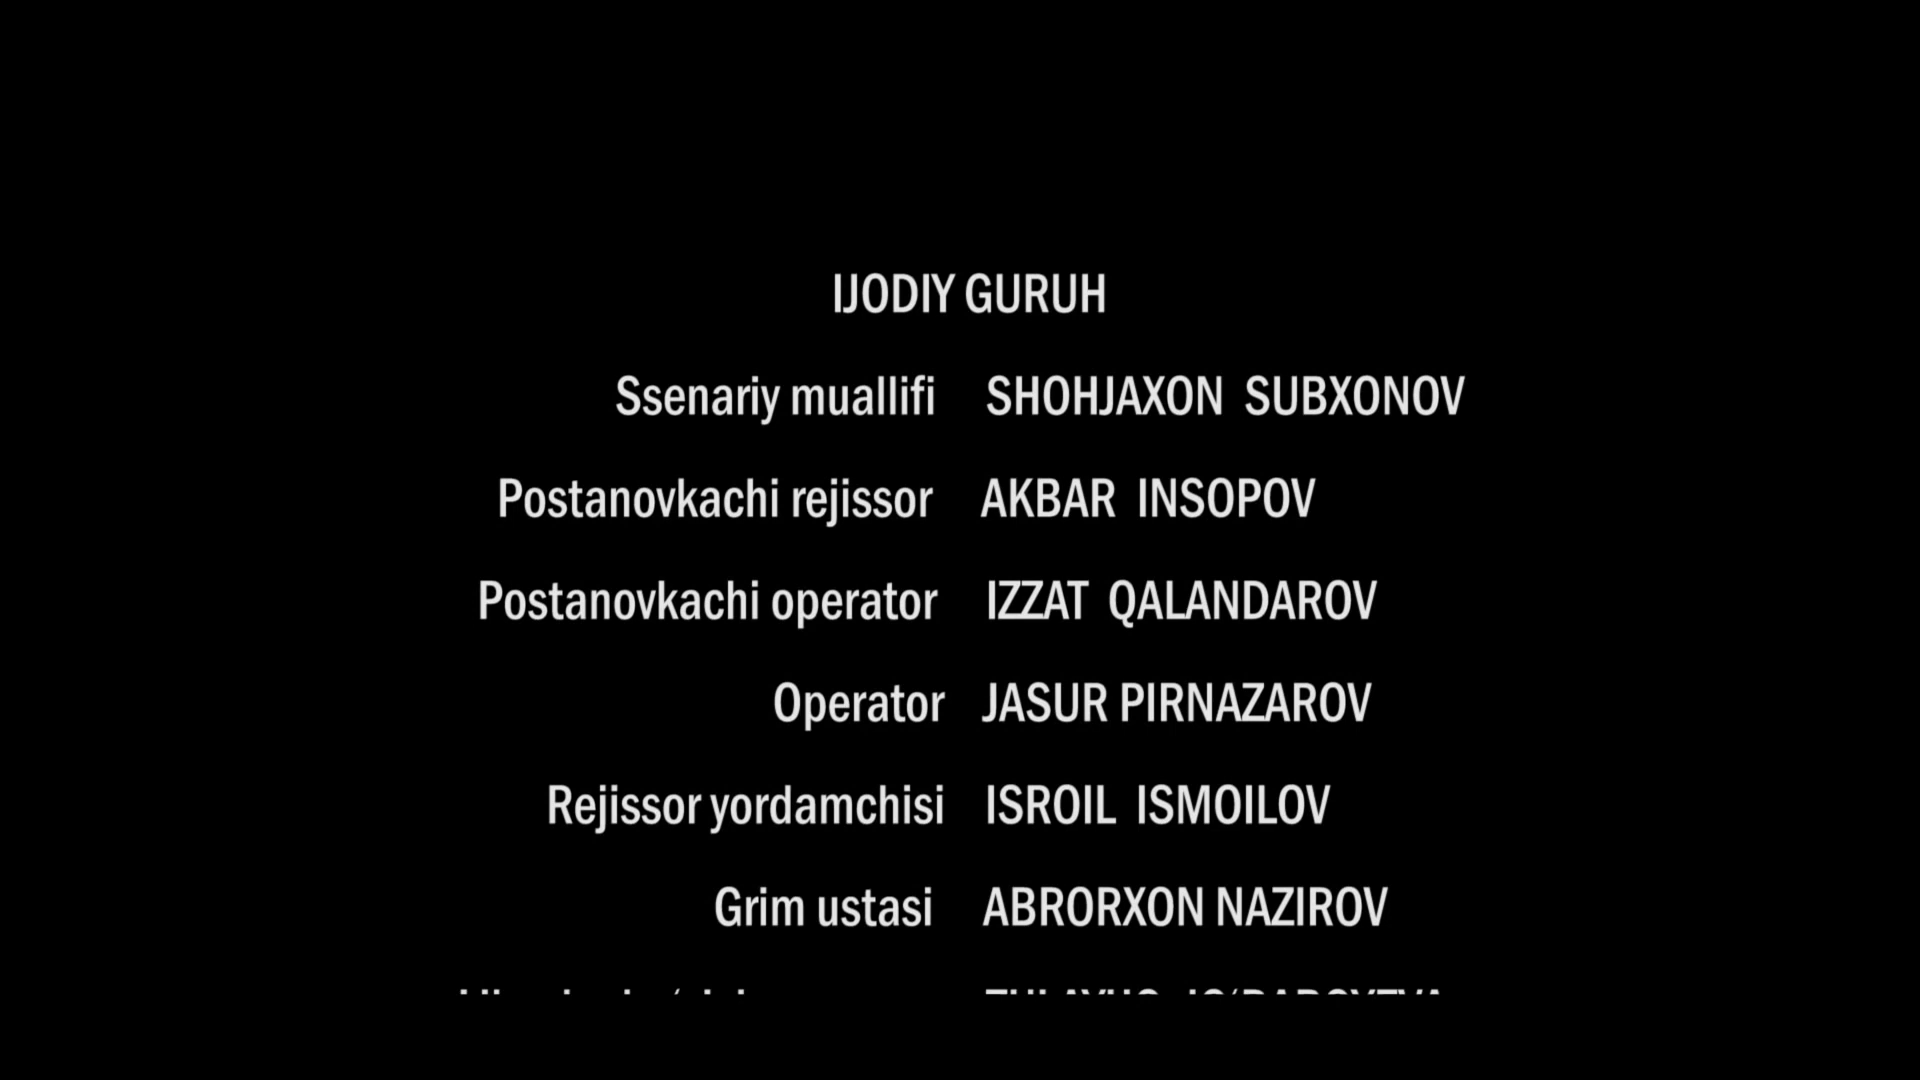 IJODIY GURUH
Ssenariy muallifi SHOHJAXON SUBXONOV
Postanovkachi rejissor AKBAR INSOPOV
Postanovkachi operator IZZAT QALANDAROV
Operator JASUR PIRNAZAROV
Rejissor yordamchisi ISROIL ISMOILOV
Grim ustasi ABRORXON NAZIROV